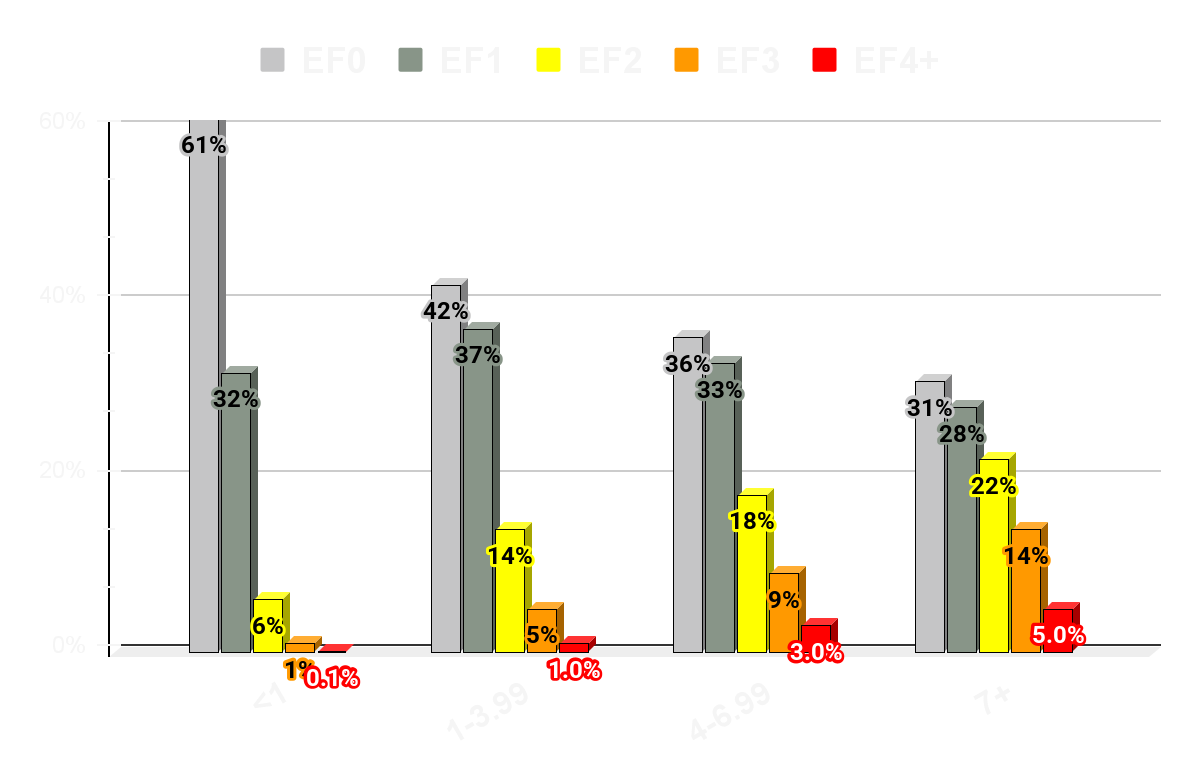 EF0 EF1 EF2 EF3 EF4+
60%
40%
20%
0%
61% 32% 6% 1% 0.1%
42% 37% 14% 5% 1.0%
36% 33% 18% 9% 3.0%
31% 28% 22% 14% 5.0%
<1 1-3.99 4-6.99 7+